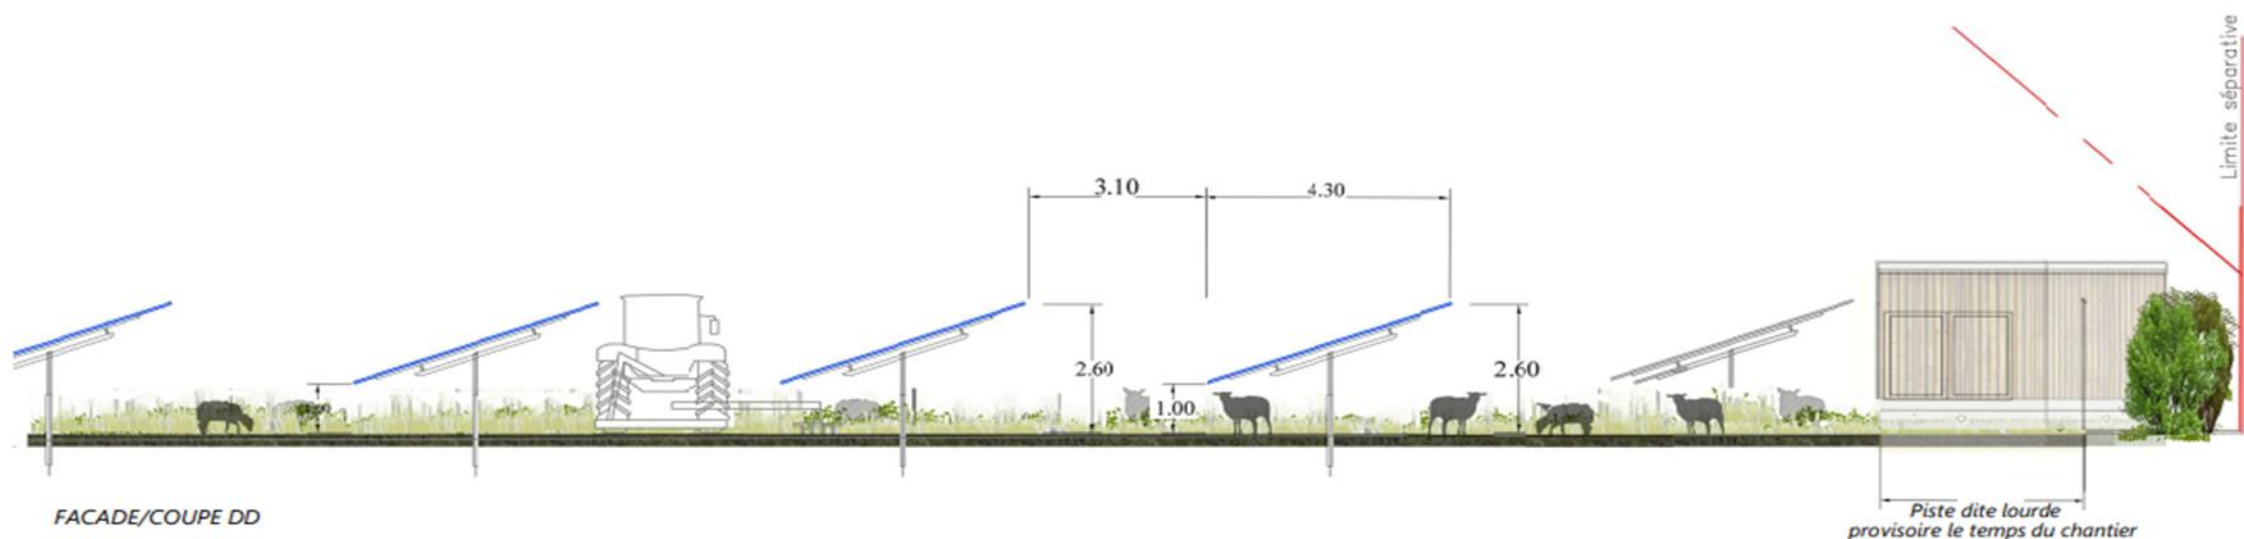 Limite séparative
3.10
4.30
2.60
2.60
1.00
FACADE/COUPE DD
Piste dite lourde
provisoire le temps du chantier